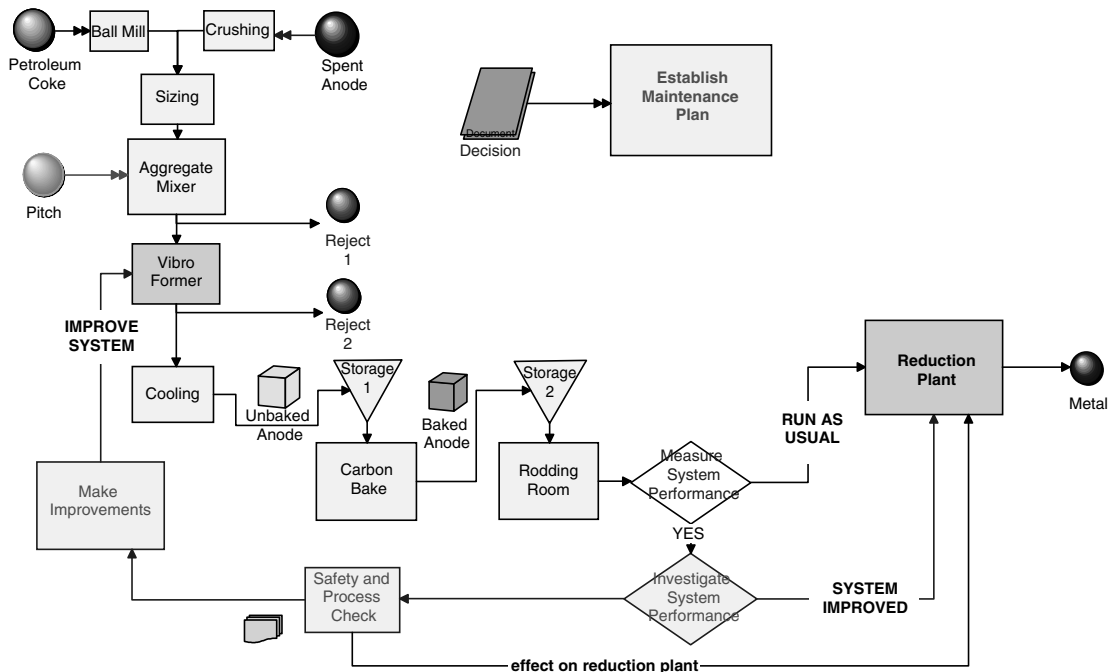 Petroleum
Coke
Ball Mill
Crushing
Spent
Anode
Sizing
Aggregate
Mixer
Pitch
Reject
1
Vibro
Former
Reject
2
IMPROVE
SYSTEM
Cooling
Unbaked
Anode
Storage
1
Baked
Anode
Storage
2
Carbon
Bake
Rodding
Room
Measure
System
Performance
YES
Investigate
System
Performance
RUN AS
USUAL
SYSTEM
IMPROVED
Reduction
Plant
Metal
Make
Improvements
Safety and
Process
Check
effect on reduction plant
Document
Decision
Establish
Maintenance
Plan